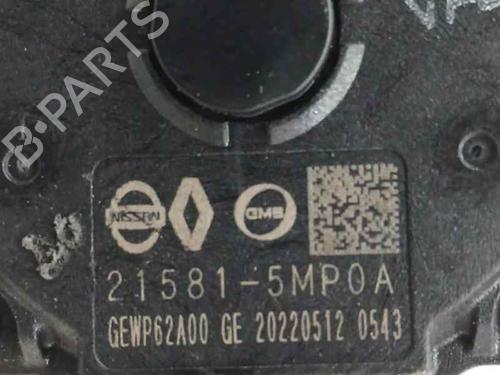 B-PARTS
NISSAN
GMB
21581-5MP0A
GEWP62A00 GE 20220512 0543